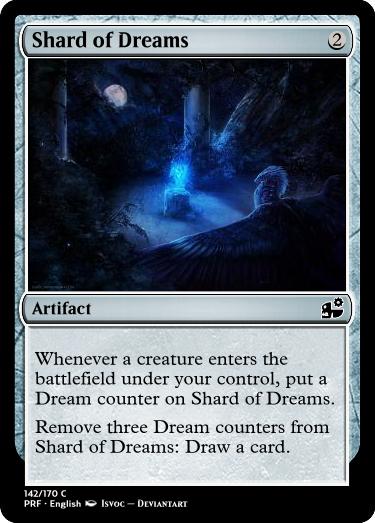 Shard of Dreams 2
Artifact
Whenever a creature enters the
battlefield under your control, put a
Dream counter on Shard of Dreams.
Remove three Dream counters from
Shard of Dreams: Draw a card.
142/170 C
PRF • English Isvoc — Deviantart